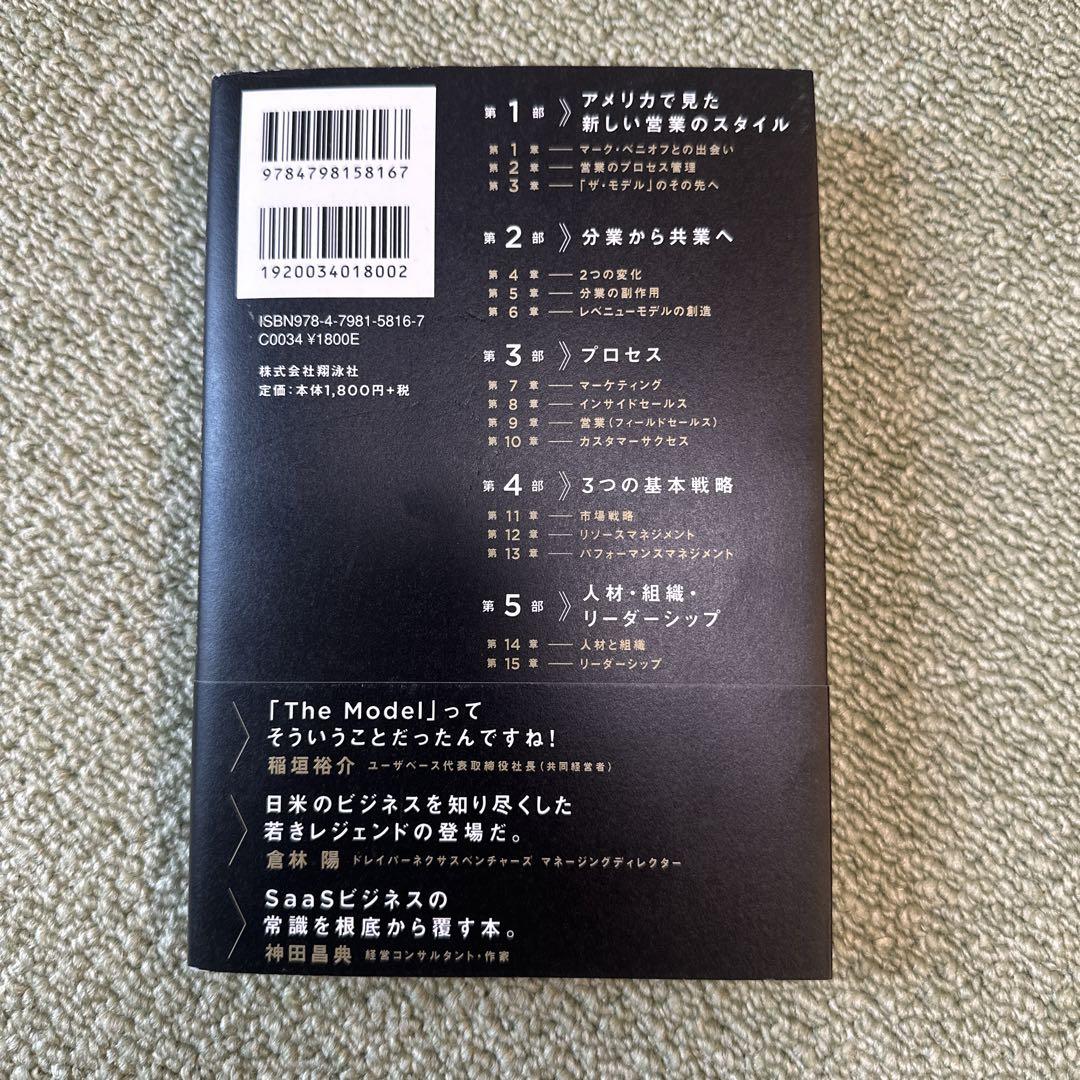 9784798158167
1920034018002
ISBN978-4-7981-5816-7
C0034 ¥1800E
株式会社翔泳社
定価：本体1,800円+税
第1部 》 アメリカで見た
新しい営業のスタイル
第 1 章 ── マーク・ベニオフとの出会い
第 2 章 ── 営業のプロセス管理
第 3 章 ── 「ザ・モデル」のその先へ
第2部 》 分業から共業へ
第 4 章 ── 2つの変化
第 5 章 ── 分業の副作用
第 6 章 ── レベニューモデルの創造
第3部 》 プロセス
第 7 章 ── マーケティング
第 8 章 ── インサイドセールス
第 9 章 ── 営業（フィールドセールス）
第 10 章 ── カスタマーサクセス
第4部 》 3つの基本戦略
第 11 章 ── 市場戦略
第 12 章 ── リソースマネジメント
第 13 章 ── パフォーマンスマネジメント
第5部 》 人材・組織・
リーダーシップ
第 14 章 ── 人材と組織
第 15 章 ── リーダーシップ
「The Model」って
そういうことだったんですね！
稲垣裕介 ユーザベース代表取締役社長（共同経営者）
日米のビジネスを知り尽くした
若きレジェンドの登場だ。
倉林 陽 ドレイパーネクサスベンチャーズ マネージングディレクター
SaaSビジネスの
常識を根底から覆す本。
神田昌典 経営コンサルタント・作家